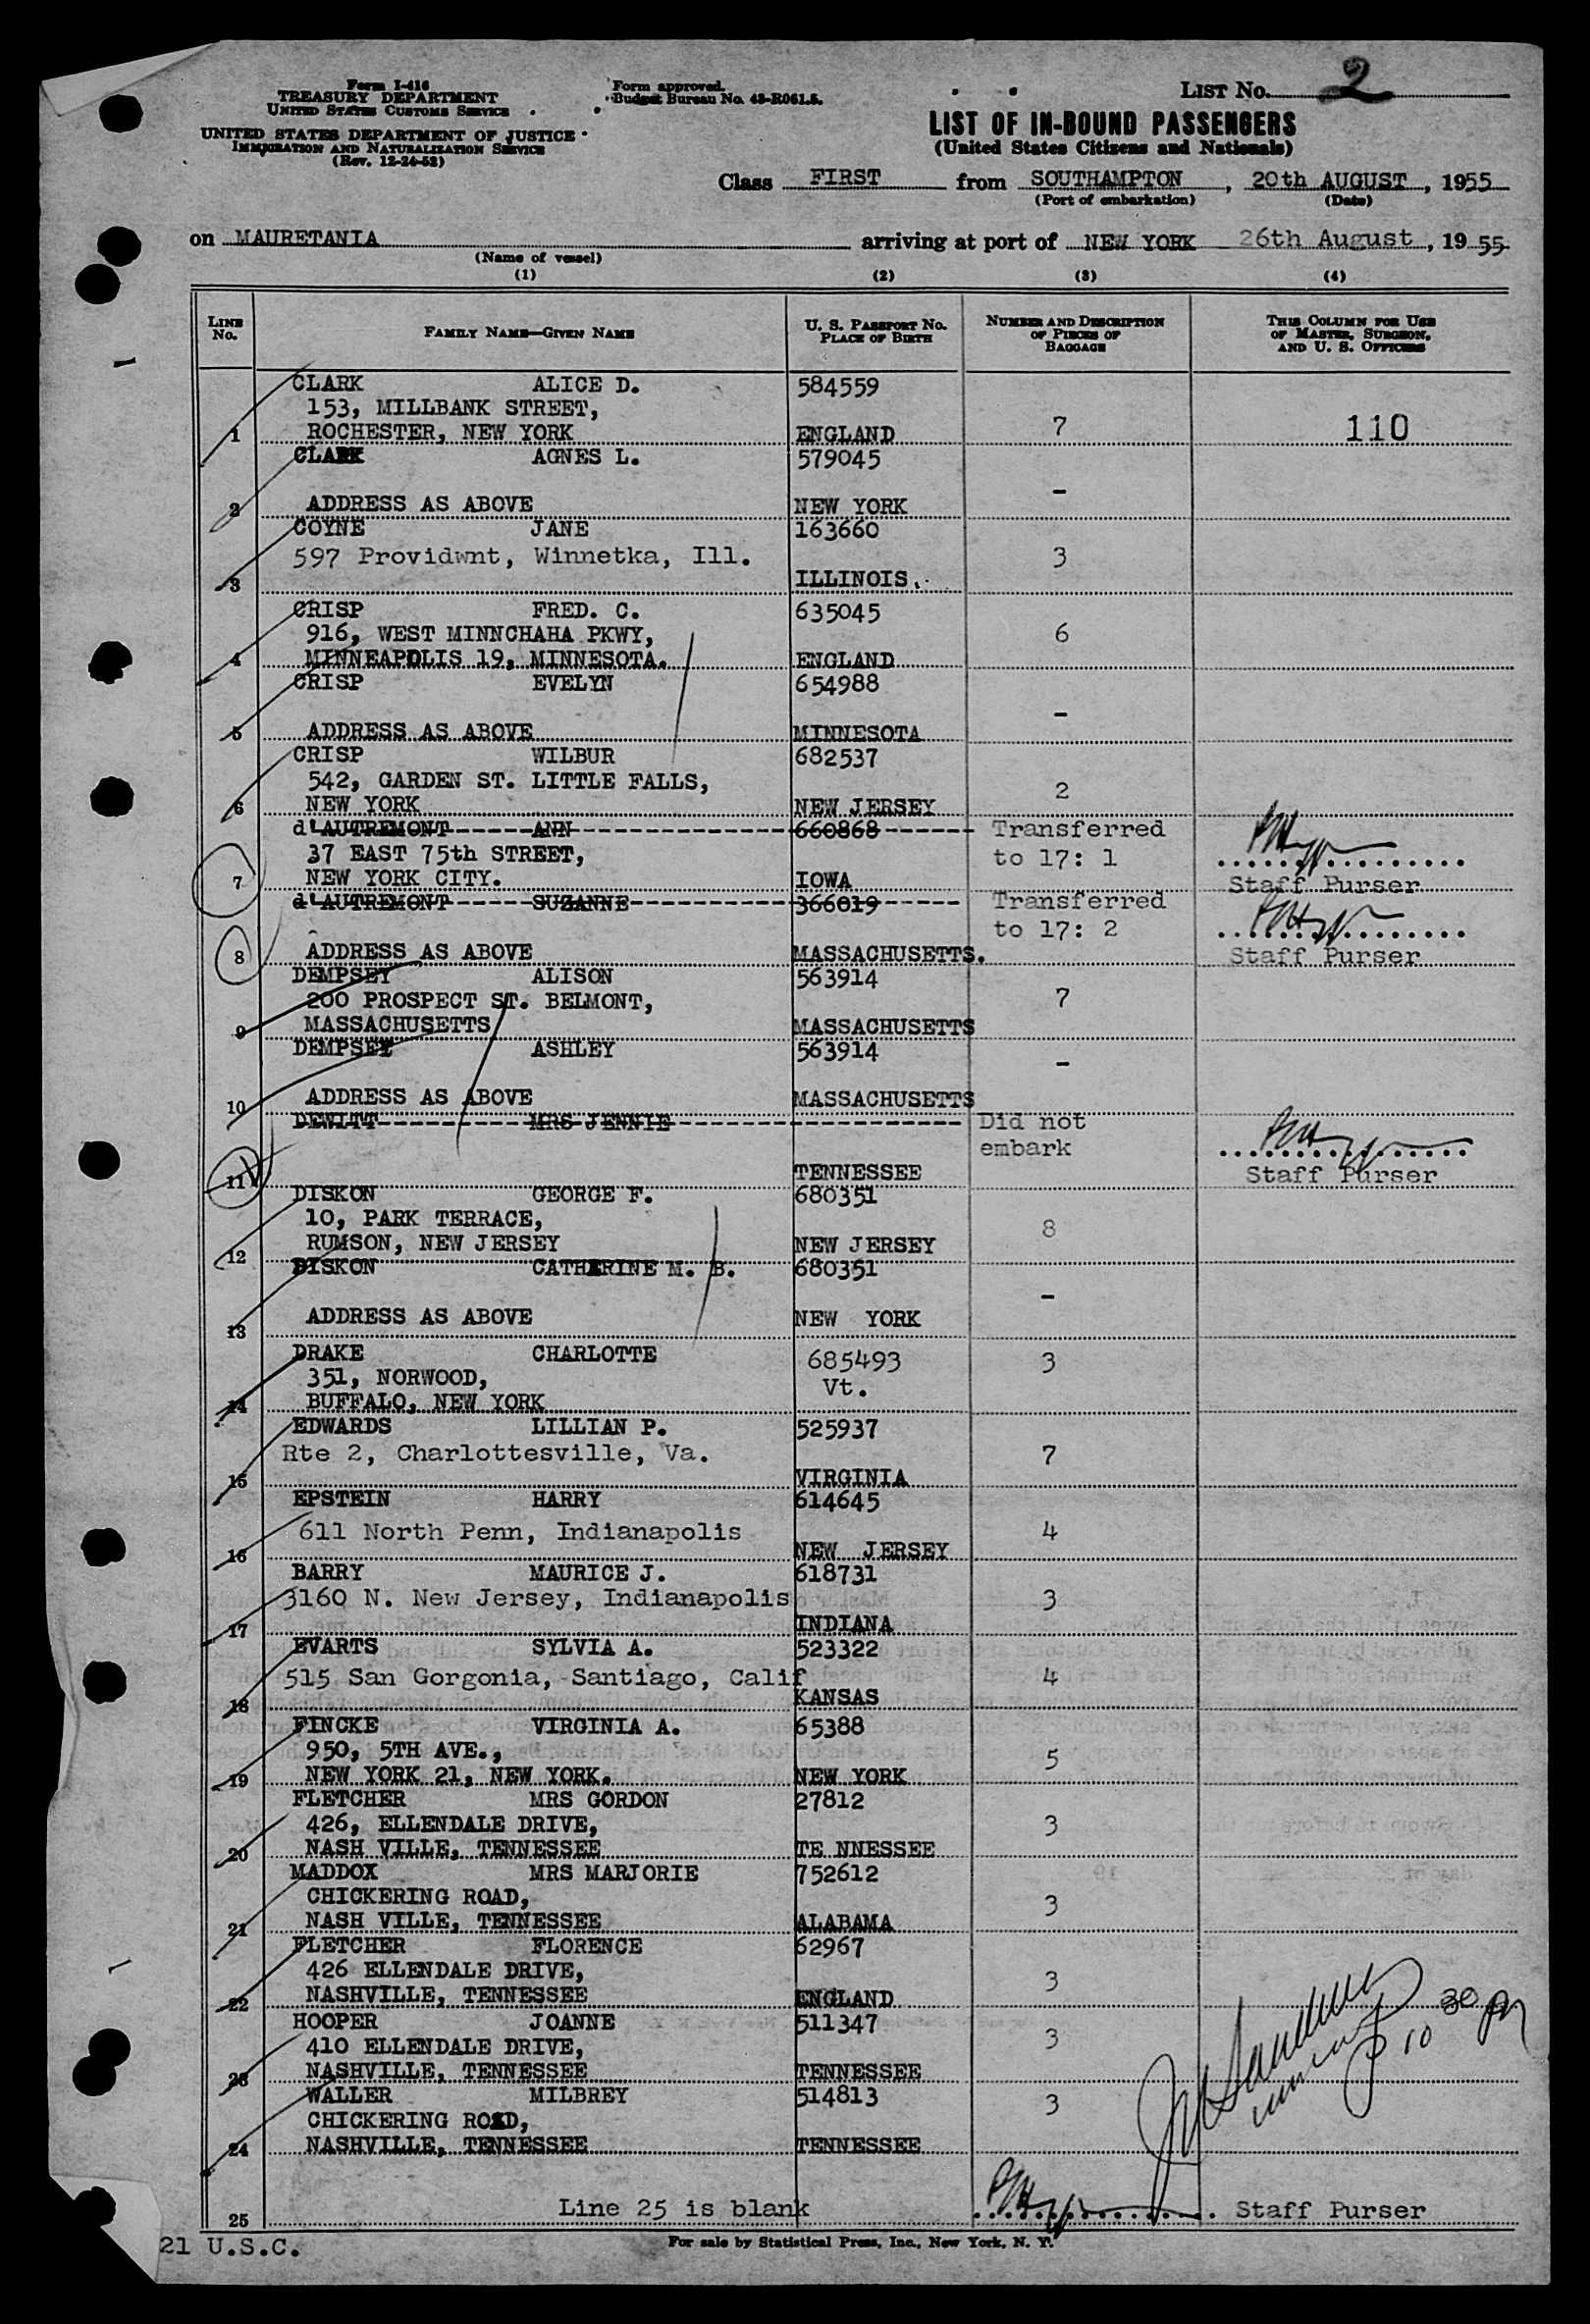 Form I-416
TREASURY DEPARTMENT
UNITED STATES CUSTOMS SERVICE
UNITED STATES DEPARTMENT OF JUSTICE
IMMIGRATION AND NATURALIZATION SERVICE
(Rev. 12-24-52)
Form approved.
Budget Bureau No. 43-R061.5.
LIST NO. 2
LIST OF IN-BOUND PASSENGERS
(United States Citizens and Nationals)
Class FIRST from SOUTHAMPTON, 20th AUGUST, 1955
(Port of embarkation) (Date)
on MAURETANIA arriving at port of NEW YORK 26th August, 1955
(Name of vessel)
(1) (2) (3) (4)
LINE NO. FAMILY NAME—GIVEN NAME U. S. PASSPORT NO. PLACE OF BIRTH NUMBER AND DESCRIPTION OF PIECES OF BAGGAGE THIS COLUMN FOR USE OF MASTER, SURGEON, AND U. S. OFFICERS
CLARK ALICE D. 584559
153, MILLBANK STREET,
1 ROCHESTER, NEW YORK ENGLAND 7 110
CLARK AGNES L. 579045
2 ADDRESS AS ABOVE NEW YORK -
COYNE JANE 163660
597 Providwnt, Winnetka, Ill. 3
3 ILLINOIS.
CRISP FRED. C. 635045
916, WEST MINNCHAHA PKWY, 6
4 MINNEAPOLIS 19, MINNESOTA. ENGLAND
CRISP EVELYN 654988
5 ADDRESS AS ABOVE MINNESOTA -
CRISP WILBUR 682537
542, GARDEN ST. LITTLE FALLS, 2
6 NEW YORK NEW JERSEY
d'AUTREMONT ANN 660868 Transferred
37 EAST 75th STREET, to 17: 1
7 NEW YORK CITY. IOWA Staff Purser
d'AUTREMONT SUZANNE 366019 Transferred
to 17: 2
8 ADDRESS AS ABOVE MASSACHUSETTS. Staff Purser
DEMPSEY ALISON 563914
200 PROSPECT ST. BELMONT, 7
9 MASSACHUSETTS MASSACHUSETTS
DEMPSEY ASHLEY 563914
-
10 ADDRESS AS ABOVE MASSACHUSETTS
DEWITT MRS JENNIE Did not
embark
11 TENNESSEE Staff Purser
DISKON GEORGE F. 680351
10, PARK TERRACE, 8
12 RUMSON, NEW JERSEY NEW JERSEY
DISKON CATHERINE M. B. 680351
-
13 ADDRESS AS ABOVE NEW YORK
DRAKE CHARLOTTE 685493 3
351, NORWOOD, Vt.
14 BUFFALO, NEW YORK
EDWARDS LILLIAN P. 525937
Rte 2, Charlottesville, Va. 7
15 VIRGINIA
EPSTEIN HARRY 614645
611 North Penn, Indianapolis 4
16 NEW JERSEY
BARRY MAURICE J. 618731
3160 N. New Jersey, Indianapolis 3
17 INDIANA
EVARTS SYLVIA A. 523322
515 San Gorgonia, Santiago, Calif 4
18 KANSAS
FINCKE VIRGINIA A. 65388
950, 5TH AVE., 5
19 NEW YORK 21, NEW YORK. NEW YORK
FLETCHER MRS GORDON 27812
426, ELLENDALE DRIVE, 3
20 NASH VILLE, TENNESSEE TE NNESSEE
MADDOX MRS MARJORIE 752612
CHICKERING ROAD, 3
21 NASH VILLE, TENNESSEE ALABAMA
FLETCHER FLORENCE 62967
426 ELLENDALE DRIVE, 3
22 NASHVILLE, TENNESSEE ENGLAND
HOOPER JOANNE 511347
410 ELLENDALE DRIVE, 3
23 NASHVILLE, TENNESSEE TENNESSEE
WALLER MILBREY 514813
CHICKERING ROAD, 3
24 NASHVILLE, TENNESSEE TENNESSEE
10 30
25 Line 25 is blank Staff Purser
21 U.S.C.
For sale by Statistical Press, Inc., New York, N. Y.